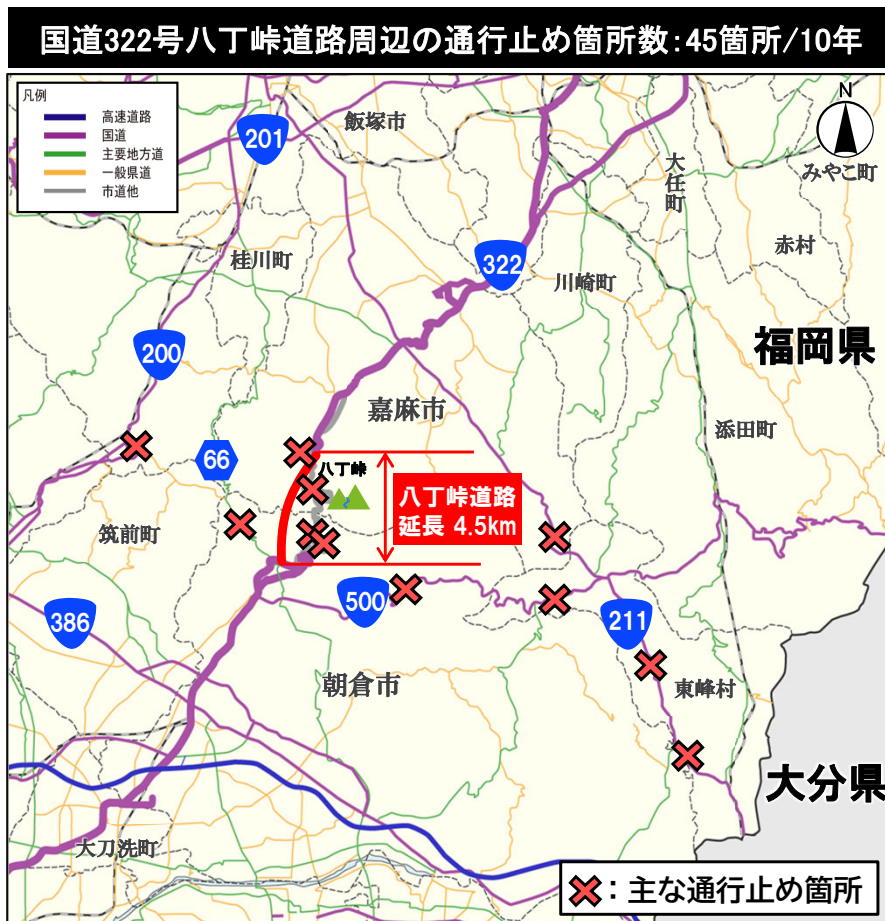 国道322号八丁峠道路周辺の通行止め箇所数:45箇所/10年
凡例
高速道路
国道
主要地方道
一般県道
市道他
N
飯塚市
201
大任町
みやこ町
赤村
桂川町
322
川崎町
200
福岡県
嘉麻市
添田町
66
八丁峠
八丁峠道路
延長 4.5km
筑前町
500
211
386
朝倉市
東峰村
大分県
大刀洗町
:主な通行止め箇所